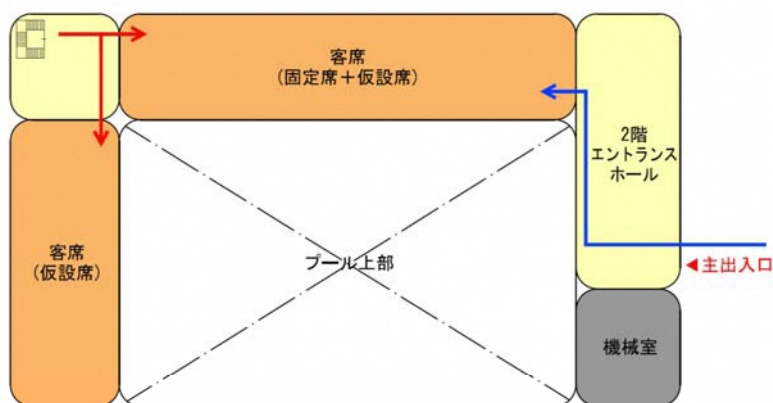 客席
(固定席+仮設席)
2階
エントランス
ホール
客席
(仮設席)
プール上部
◀主出入口
機械室